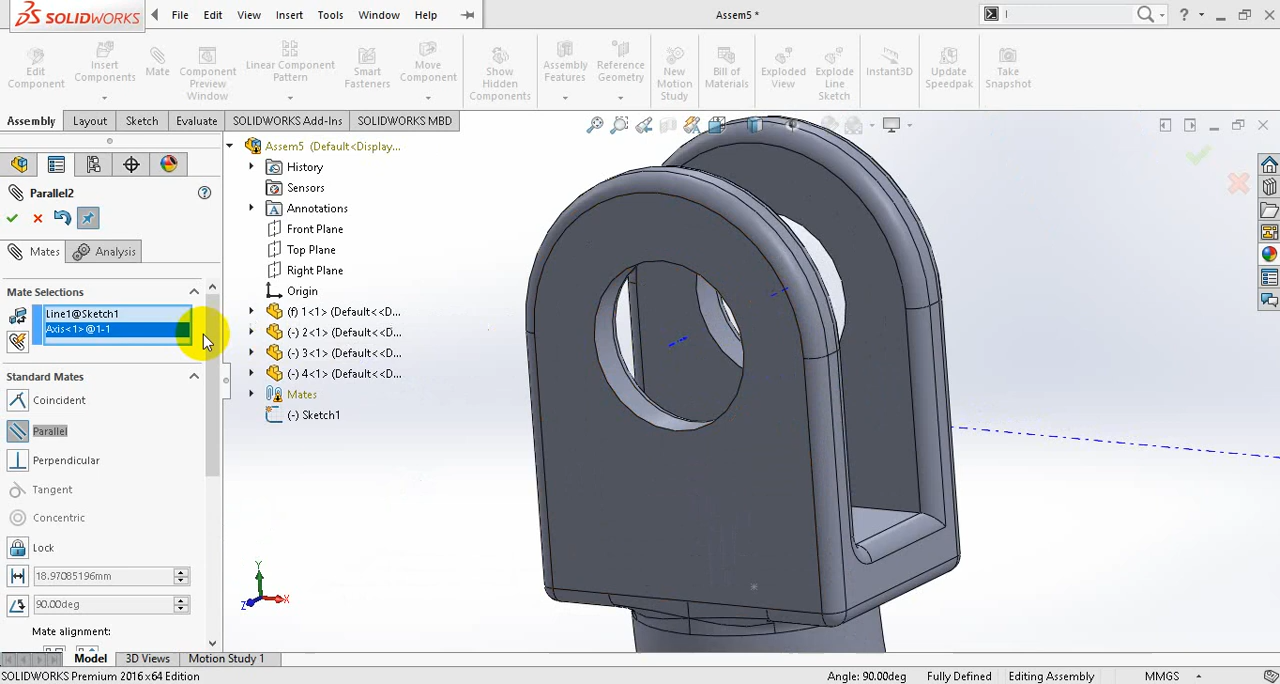 SOLIDWORKS File Edit View Insert Tools Window Help Assem5 *
Edit Component
Insert Components
Mate
Component Preview Window
Linear Component Pattern
Smart Fasteners
Move Component
Show Hidden Components
Assembly Features
Reference Geometry
New Motion Study
Bill of Materials
Exploded View
Explode Line Sketch
Instant3D
Update Speedpak
Take Snapshot
Assembly Layout Sketch Evaluate SOLIDWORKS Add-Ins SOLIDWORKS MBD
Parallel2
Mates Analysis
Mate Selections
Line1@Sketch1
Axis<1>@1-1
Standard Mates
Coincident
Parallel
Perpendicular
Tangent
Concentric
Lock
18.97085196mm
90.00deg
Mate alignment:
Assem5 (Default<Display...
History
Sensors
Annotations
Front Plane
Top Plane
Right Plane
Origin
(f) 1<1> (Default<<D...
(-) 2<1> (Default<<D...
(-) 3<1> (Default<<D...
(-) 4<1> (Default<<D...
Mates
(-) Sketch1
Y
Z
X
Model 3D Views Motion Study 1
SOLIDWORKS Premium 2016 x64 Edition Angle: 90.00deg Fully Defined Editing Assembly MMGS